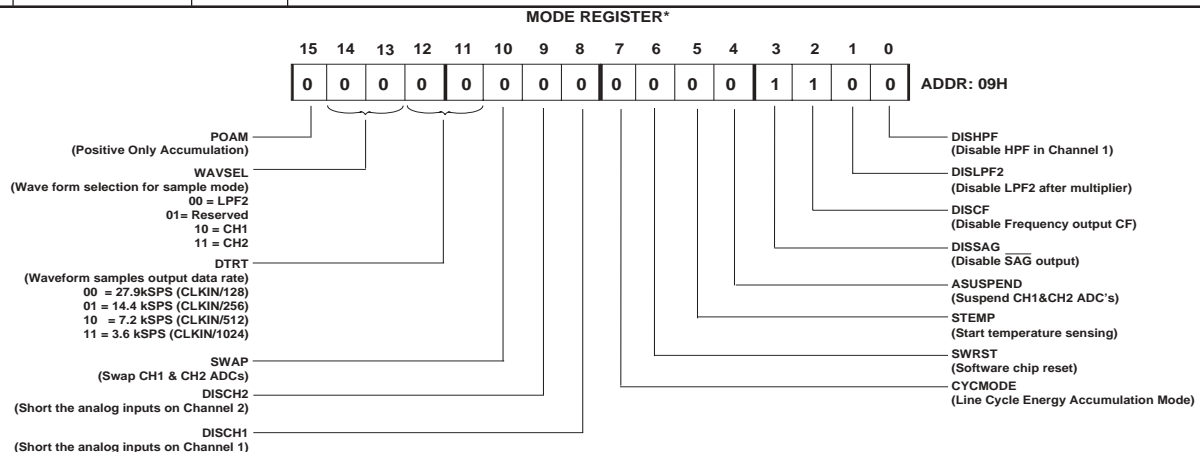 MODE REGISTER*
15 14 13 12 11 10 9 8 7 6 5 4 3 2 1 0
0 0 0 0 0 0 0 0 0 0 0 0 1 1 0 0 ADDR: 09H
POAM
(Positive Only Accumulation)
WAVSEL
(Wave form selection for sample mode)
00 = LPF2
01= Reserved
10 = CH1
11 = CH2
DTRT
(Waveform samples output data rate)
00 = 27.9kSPS (CLKIN/128)
01 = 14.4 kSPS (CLKIN/256)
10 = 7.2 kSPS (CLKIN/512)
11 = 3.6 kSPS (CLKIN/1024)
SWAP
(Swap CH1 & CH2 ADCs)
DISCH2
(Short the analog inputs on Channel 2)
DISCH1
(Short the analog inputs on Channel 1)
DISHPF
(Disable HPF in Channel 1)
DISLPF2
(Disable LPF2 after multiplier)
DISCF
(Disable Frequency output CF)
DISSAG
(Disable SAG output)
ASUSPEND
(Suspend CH1&CH2 ADC's)
STEMP
(Start temperature sensing)
SWRST
(Software chip reset)
CYCMODE
(Line Cycle Energy Accumulation Mode)